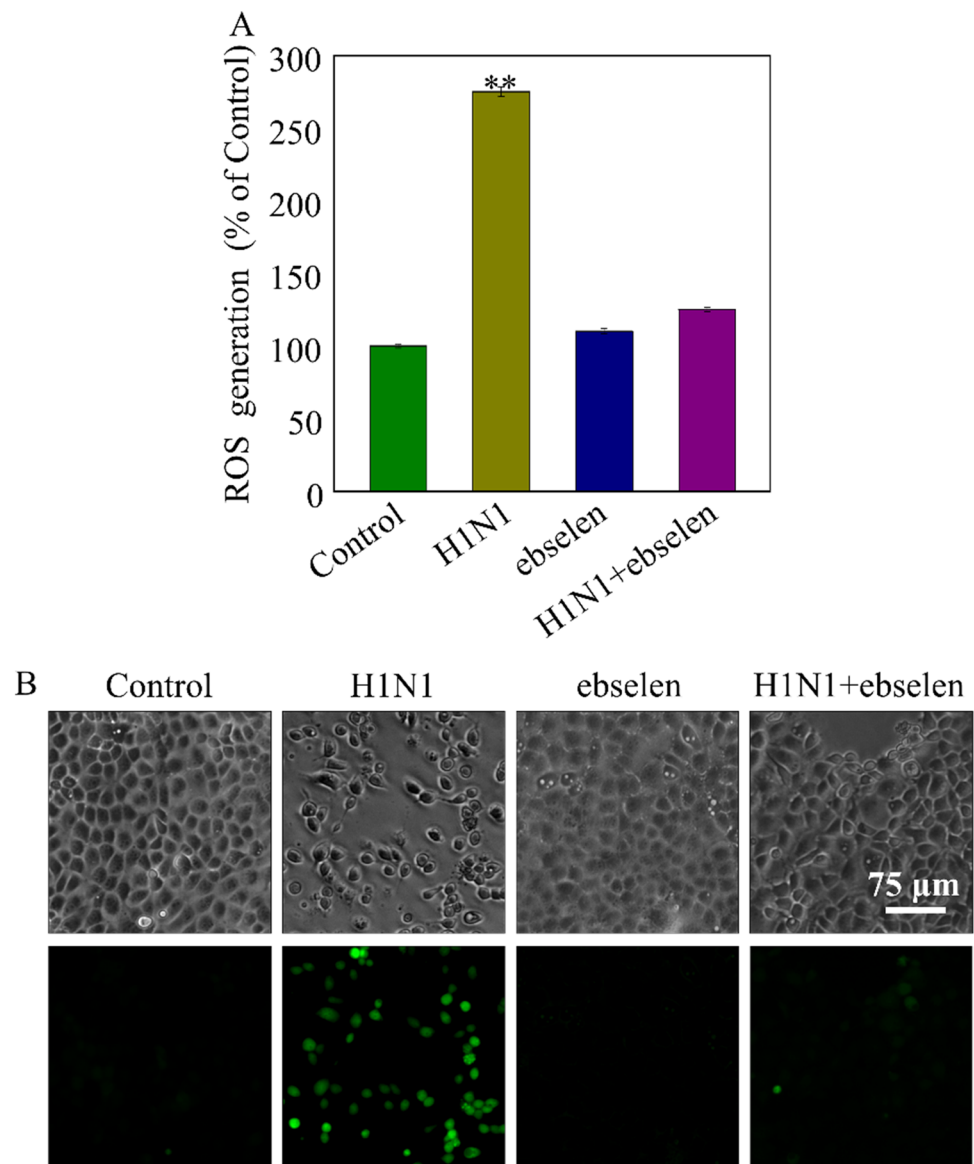 A
ROS generation (% of Control)
300
250
200
150
100
50
0
**
Control
H1N1
ebselen
H1N1+ebselen
B
Control
H1N1
ebselen
H1N1+ebselen
75 μm